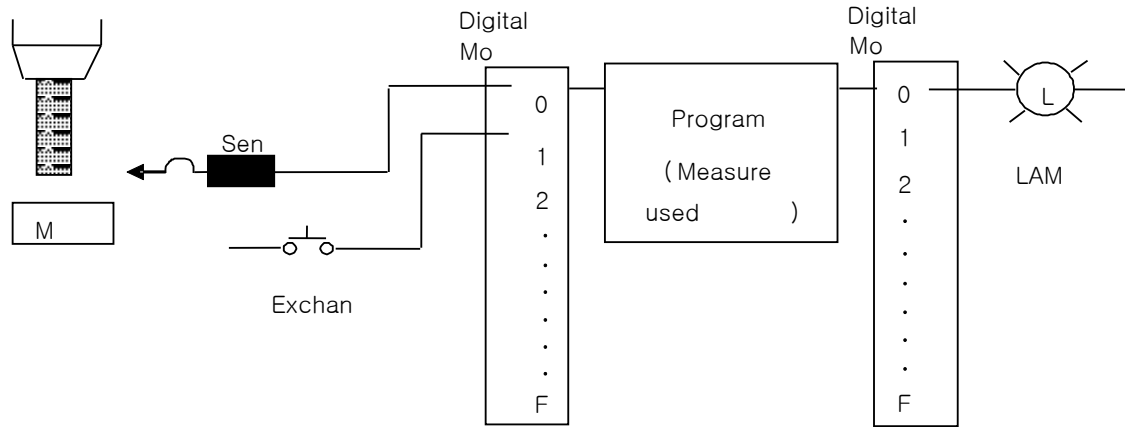 Digital
Mo
Digital
Mo
Sen
M
Exchan
0
1
2
.
.
.
.
.
.
F
Program
( Measure
used )
0
1
2
.
.
.
.
.
.
F
L
LAM